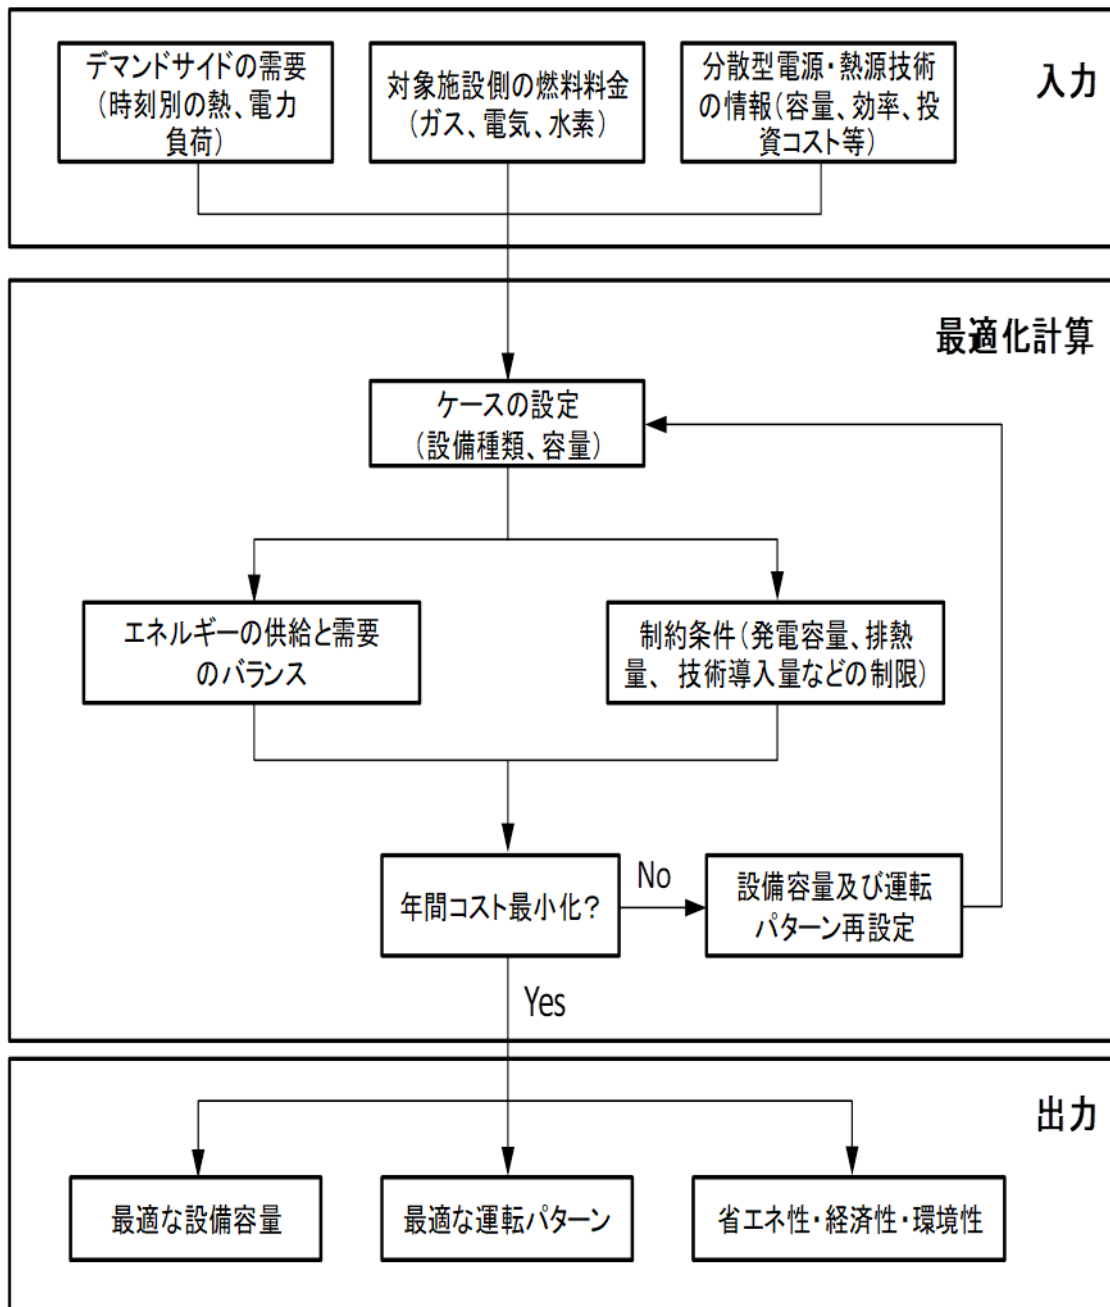 入力
デマンドサイドの需要
（時刻別の熱、電力
負荷）
対象施設側の燃料料金
（ガス、電気、水素）
分散型電源・熱源技術
の情報（容量、効率、投
資コスト等）
最適化計算
ケースの設定
（設備種類、容量）
エネルギーの供給と需要
のバランス
制約条件（発電容量、排熱
量、 技術導入量などの制限）
年間コスト最小化？
No
設備容量及び運転
パターン再設定
Yes
出力
最適な設備容量
最適な運転パターン
省エネ性・経済性・環境性